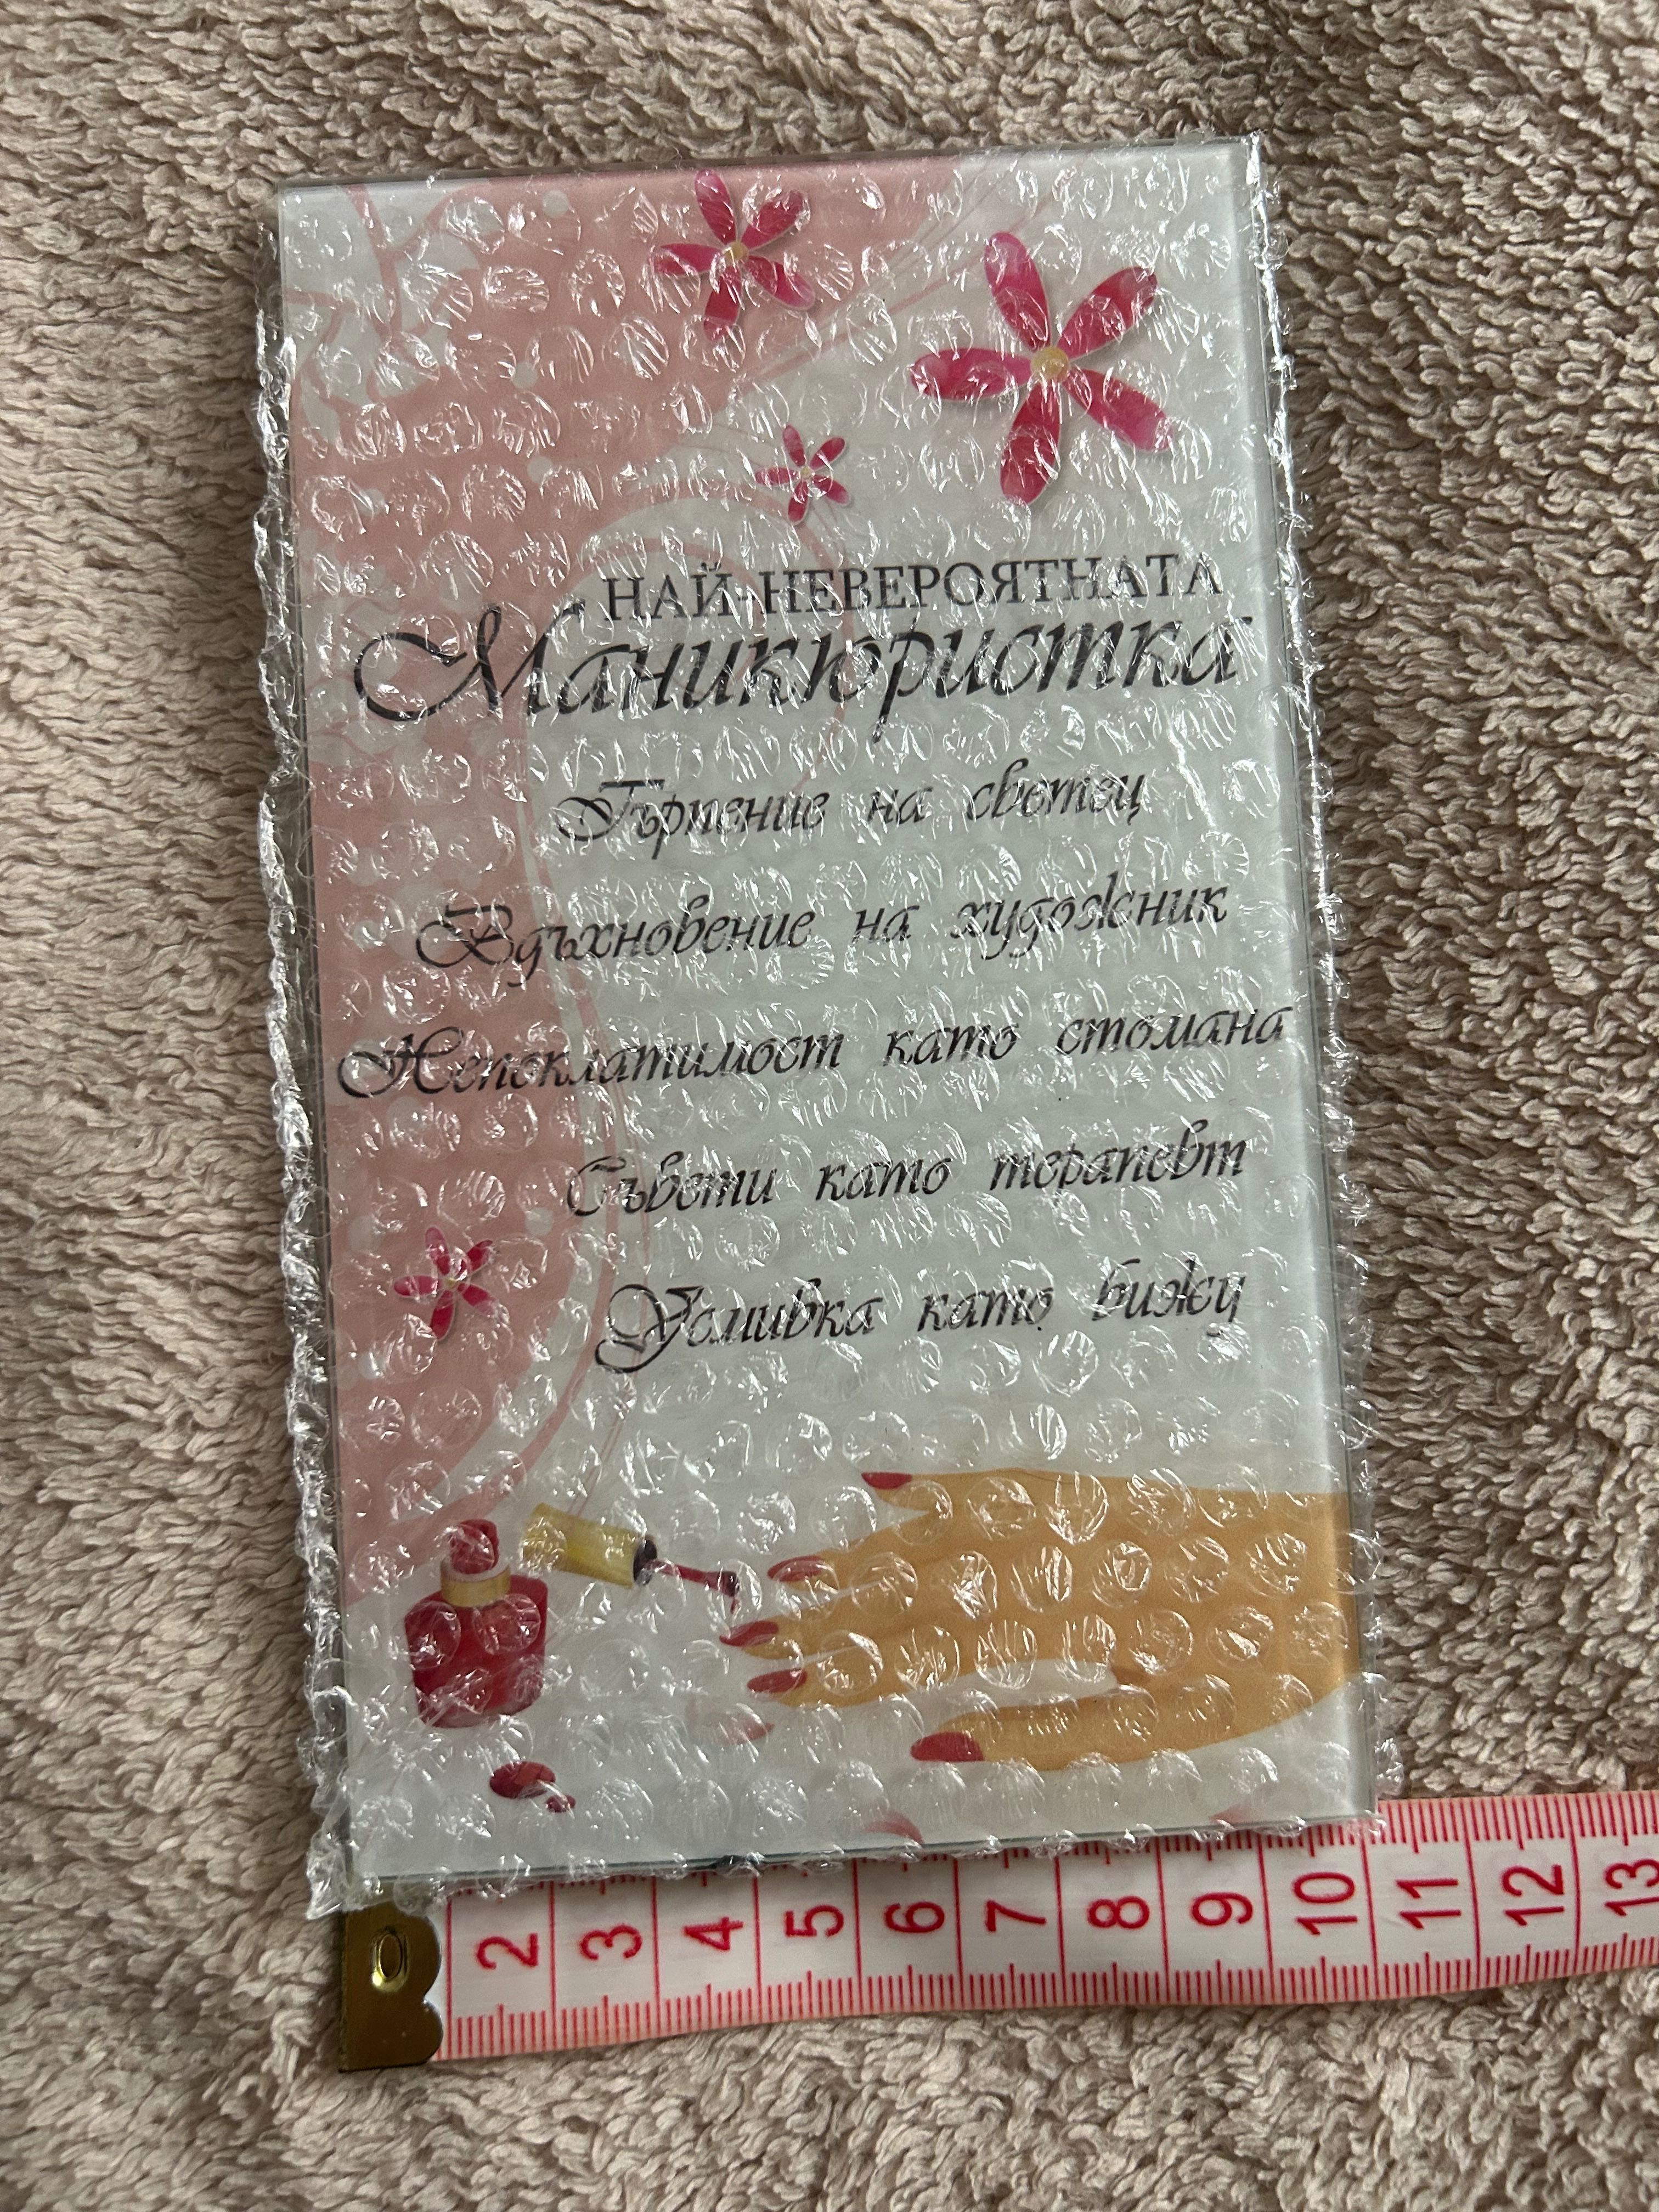 НАЙ-НЕВЕРОЯТНАТА
Маникюристка
Търпение на светец
Вдъхновение на художник
Непоклатимост като стомана
Съвети като терапевт
Усмивка като бижу
2 3 4 5 6 7 8 9 10 11 12 13